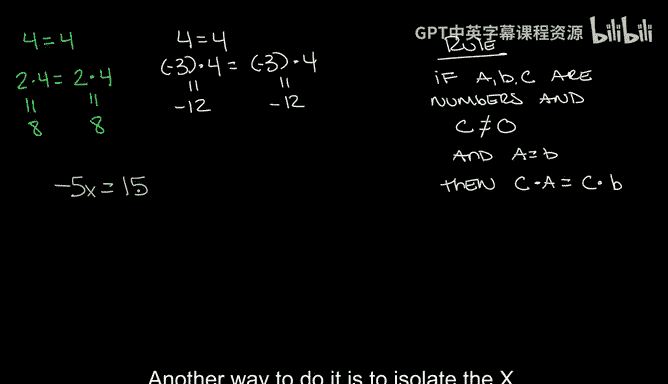 GPT中英字幕课程资源 bilibili
4=4
2·4=2·4
"
"
8
8
4=4
(-3)·4=(-3)·4
"
"
-12
-12
-5x=15
RULE
IF A,b,C ARE
NUMBERS AND
C≠0
AND A=b
THEN C·A=C·b
Another way to do it is to isolate the X